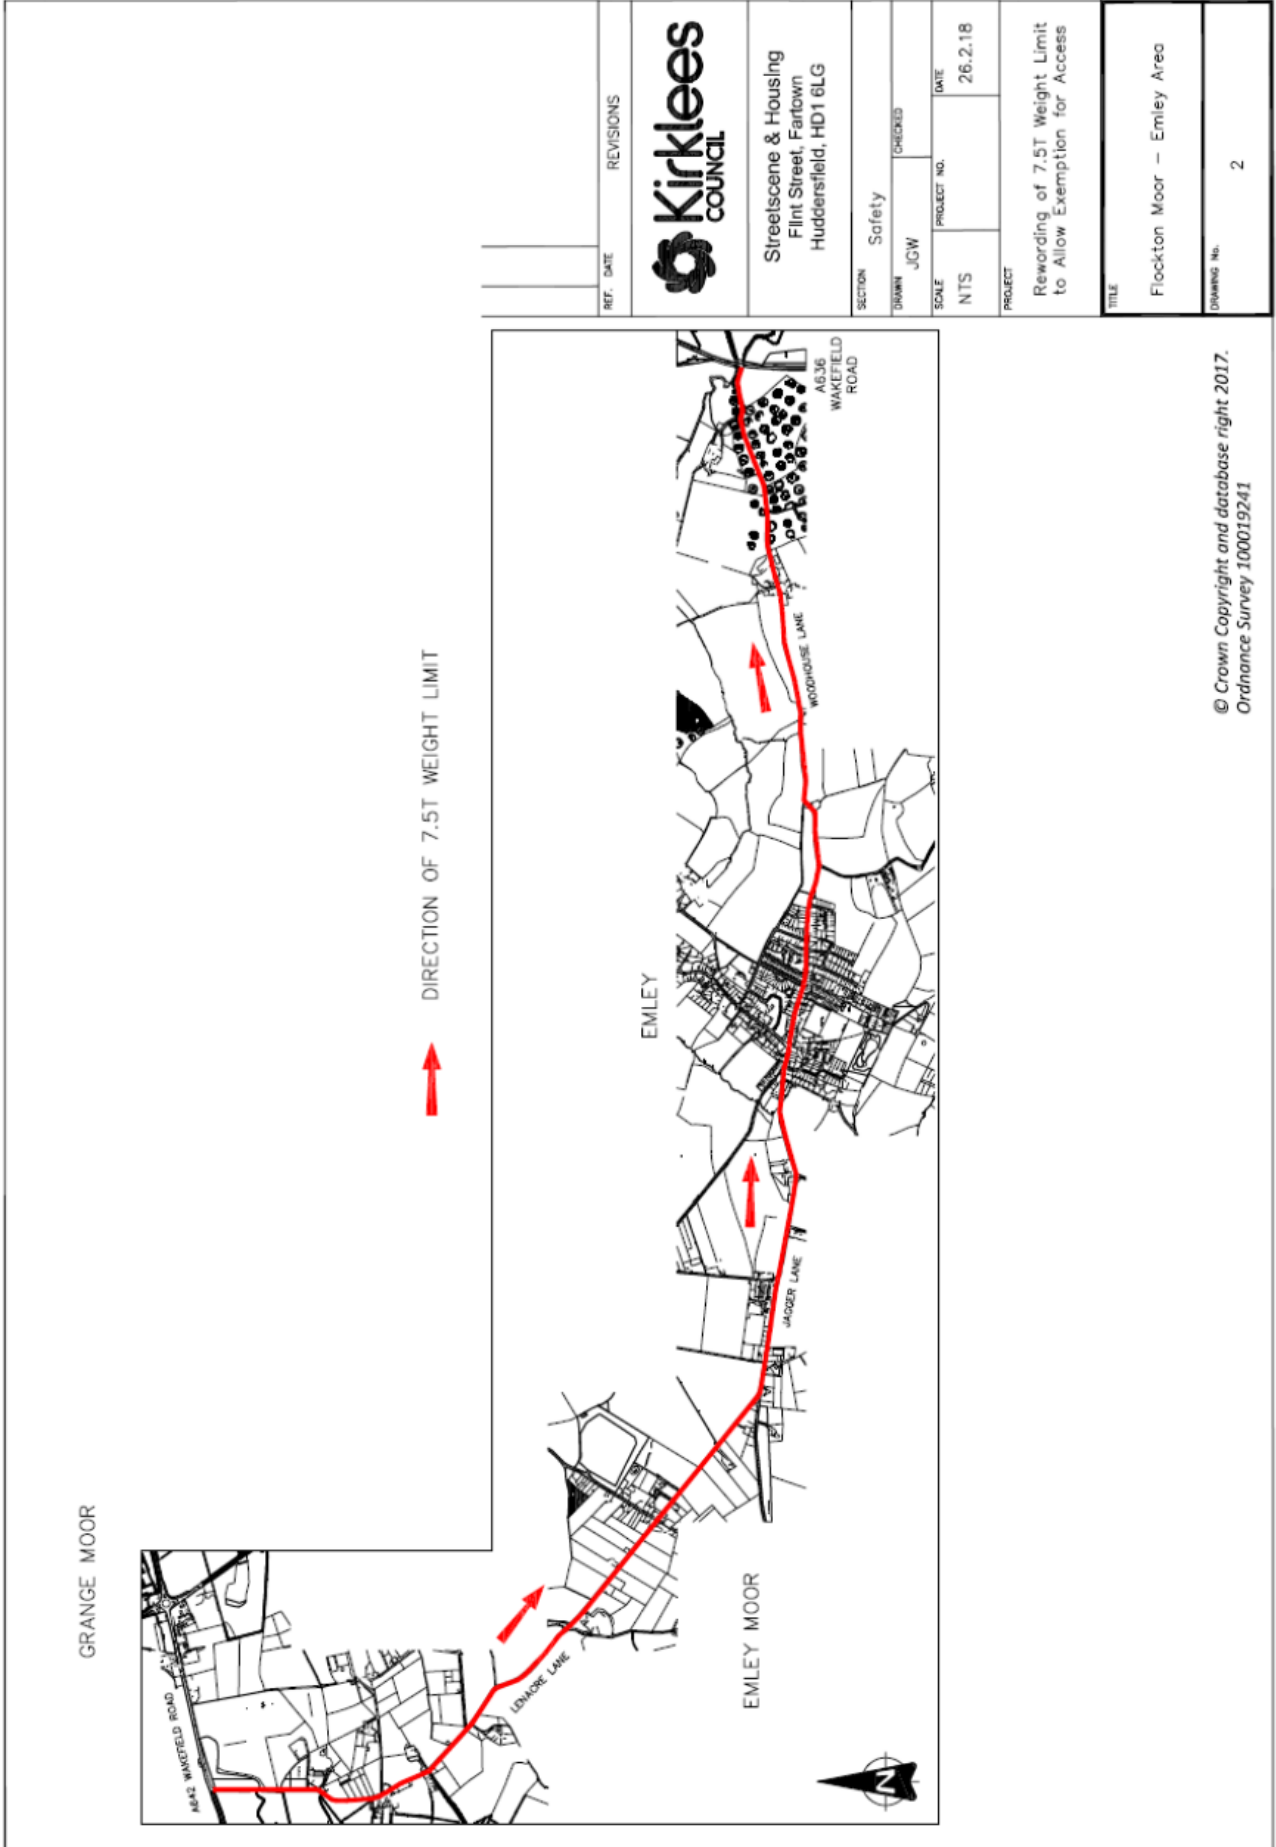 GRANGE MOOR
DIRECTION OF 7.5T WEIGHT LIMIT
A642 WAKEFIELD ROAD
LENACRE LANE
EMLEY MOOR
EMLEY
JAGGER LANE
WOODHOUSE LANE
A636
WAKEFIELD
ROAD
N
REF. DATE REVISIONS
Kirklees
COUNCIL
Streetscene & Housing
Flint Street, Fartown
Huddersfield, HD1 6LG
SECTION
Safety
DRAWN
JGW
CHECKED
SCALE
NTS
PROJECT NO.
DATE
26.2.18
PROJECT
Rewording of 7.5T Weight Limit
to Allow Exemption for Access
TITLE
Flockton Moor – Emley Area
DRAWING No.
2
© Crown Copyright and database right 2017.
Ordnance Survey 100019241